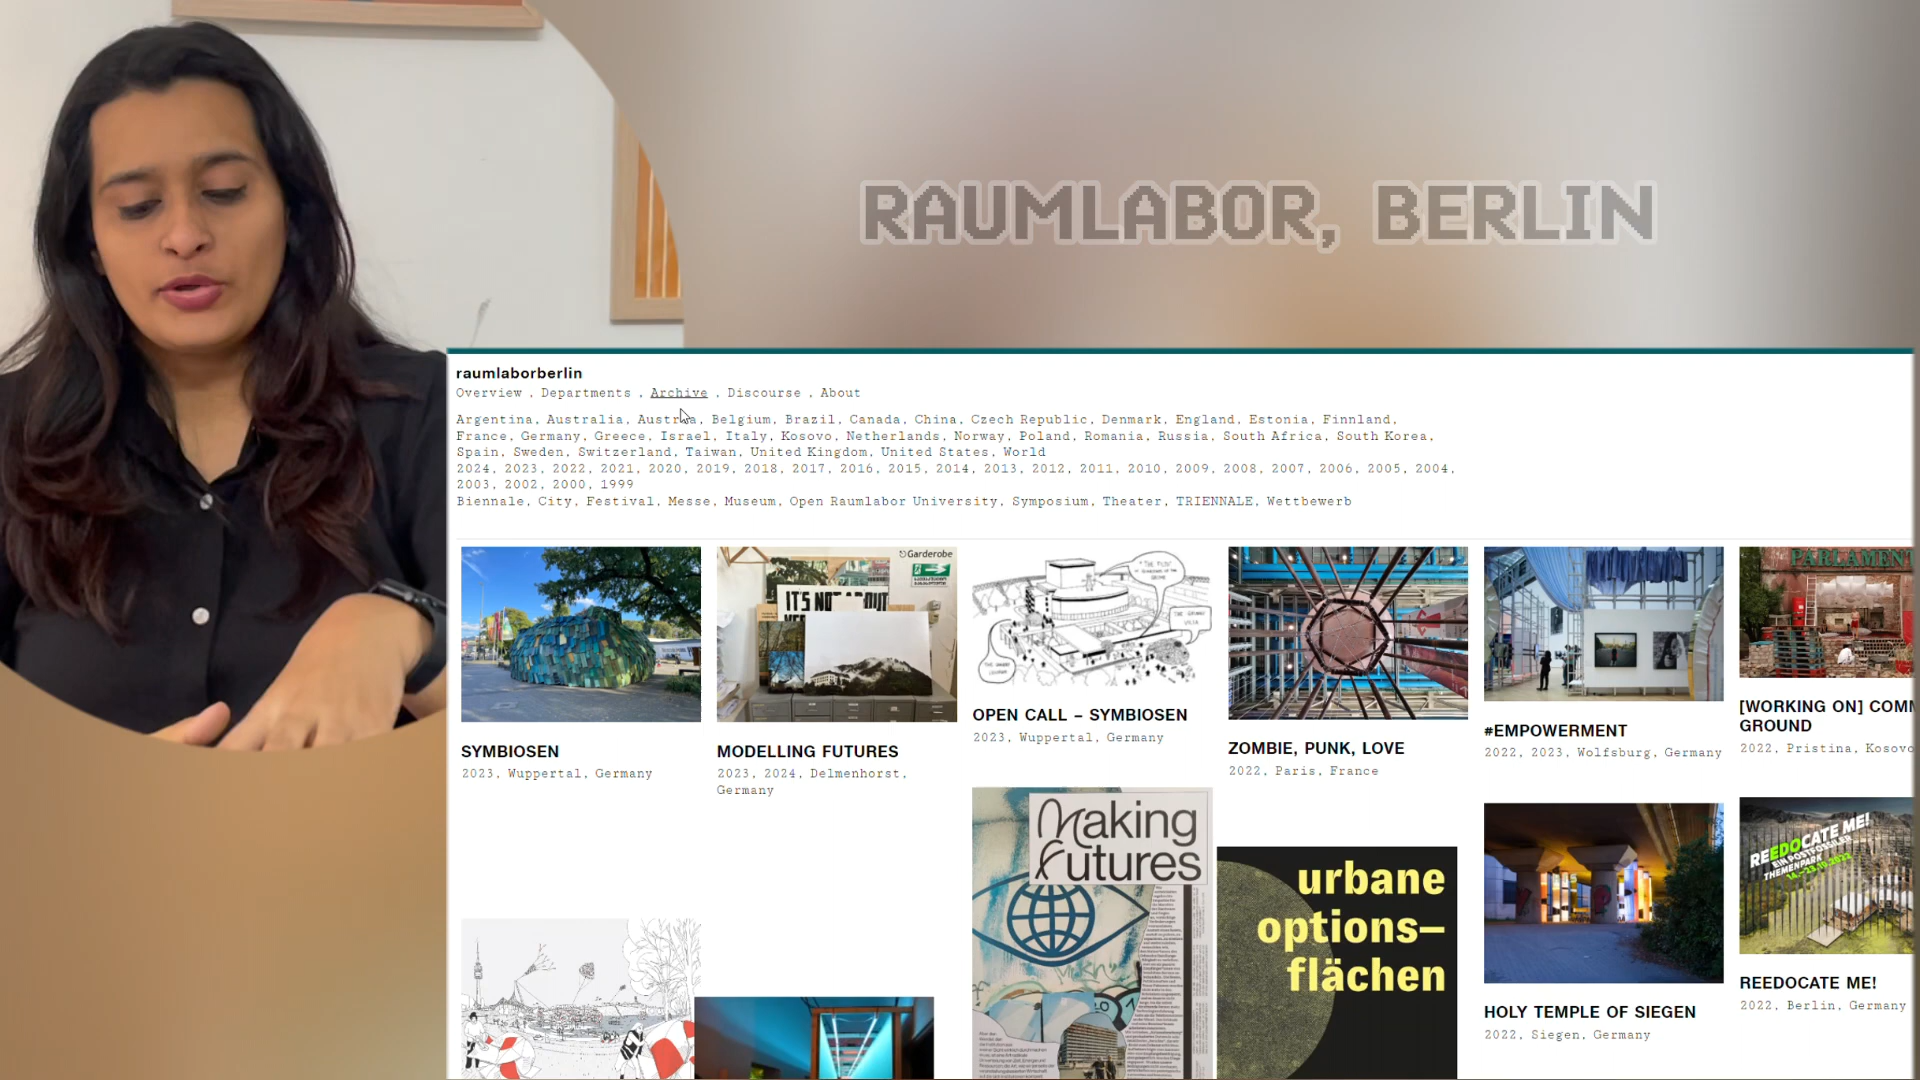 RAUMLABOR, BERLIN
raumlaborberlin
Overview , Departments , Archive , Discourse , About
Argentina, Australia, Austria, Belgium, Brazil, Canada, China, Czech Republic, Denmark, England, Estonia, Finnland,
France, Germany, Greece, Israel, Italy, Kosovo, Netherlands, Norway, Poland, Romania, Russia, South Africa, South Korea,
Spain, Sweden, Switzerland, Taiwan, United Kingdom, United States, World
2024, 2023, 2022, 2021, 2020, 2019, 2018, 2017, 2016, 2015, 2014, 2013, 2012, 2011, 2010, 2009, 2008, 2007, 2006, 2005, 2004,
2003, 2002, 2000, 1999
Biennale, City, Festival, Messe, Museum, Open Raumlabor University, Symposium, Theater, TRIENNALE, Wettbewerb
Garderobe
IT'S NOT ABOUT
PARLAMENT
SYMBIOSEN
2023, Wuppertal, Germany
MODELLING FUTURES
2023, 2024, Delmenhorst,
Germany
OPEN CALL – SYMBIOSEN
2023, Wuppertal, Germany
ZOMBIE, PUNK, LOVE
2022, Paris, France
#EMPOWERMENT
2022, 2023, Wolfsburg, Germany
[WORKING ON] COMM
GROUND
2022, Pristina, Kosovo
Making
Futures
urbane
options–
flächen
HOLY TEMPLE OF SIEGEN
2022, Siegen, Germany
REEDOCATE ME!
EIN POSTFOSSILER
THEMENPARK
REEDOCATE ME!
2022, Berlin, Germany